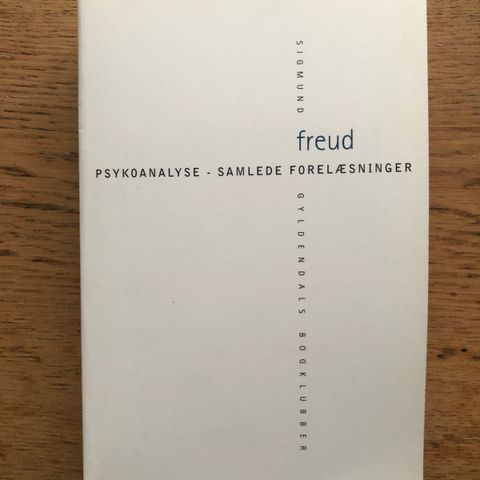 SIGMUND
freud
PSYKOANALYSE - SAMLEDE FORELÆSNINGER
GYLDENDALS BOGKLUBBER